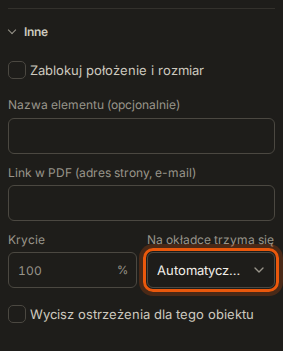 Inne
Zablokuj położenie i rozmiar
Nazwa elementu (opcjonalnie)
Link w PDF (adres strony, e-mail)
Krycie
Na okładce trzyma się
100 %
Automatycz...
Wycisz ostrzeżenia dla tego obiektu